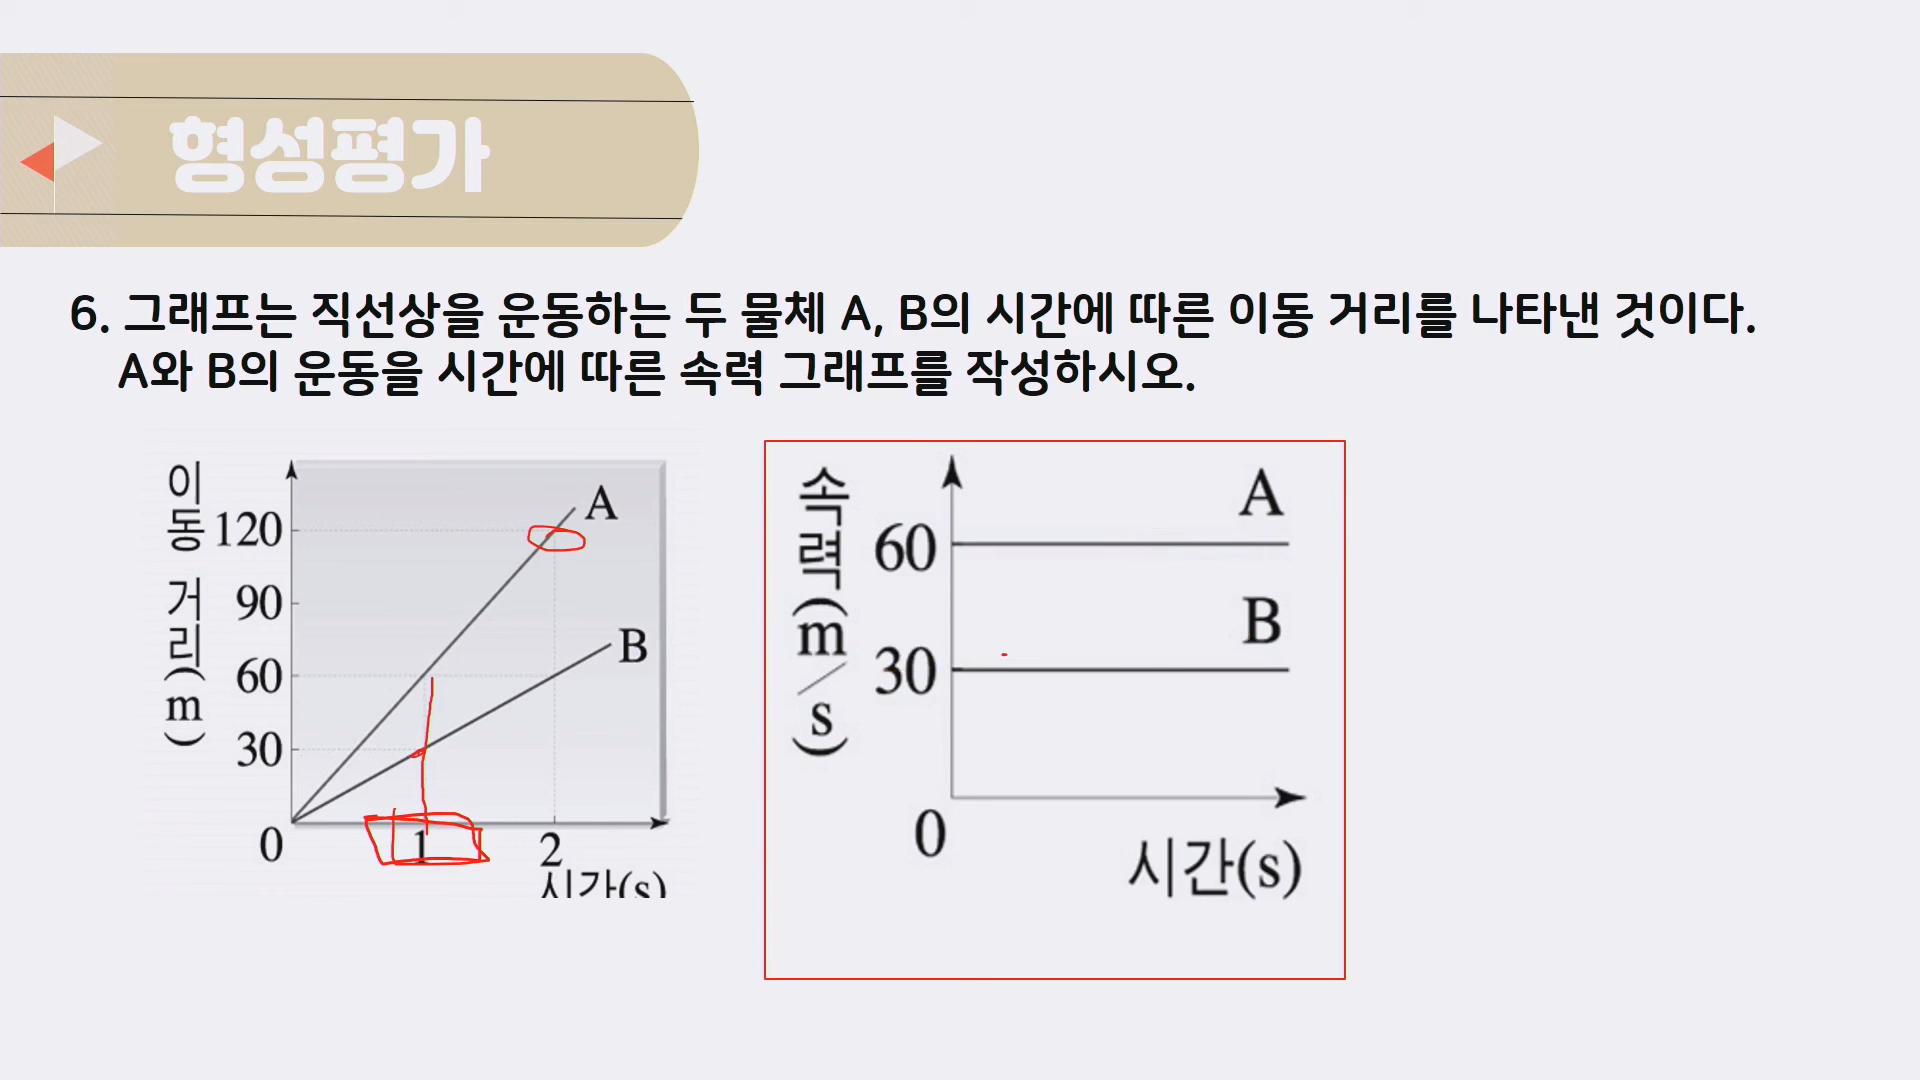 형성평가
6. 그래프는 직선상을 운동하는 두 물체 A, B의 시간에 따른 이동 거리를 나타낸 것이다.
A와 B의 운동을 시간에 따른 속력 그래프를 작성하시오.
이동 거리(m)
120
90
60
30
0
1
2
시간(s)
A
B
속력(m/s)
60
30
0
A
B
시간(s)